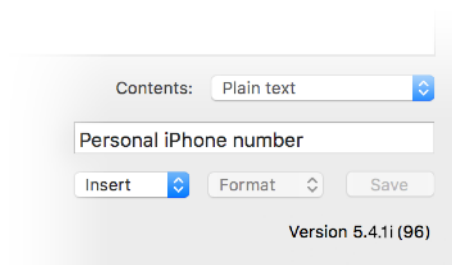 Contents: Plain text
Personal iPhone number
Insert Format Save
Version 5.4.1i (96)